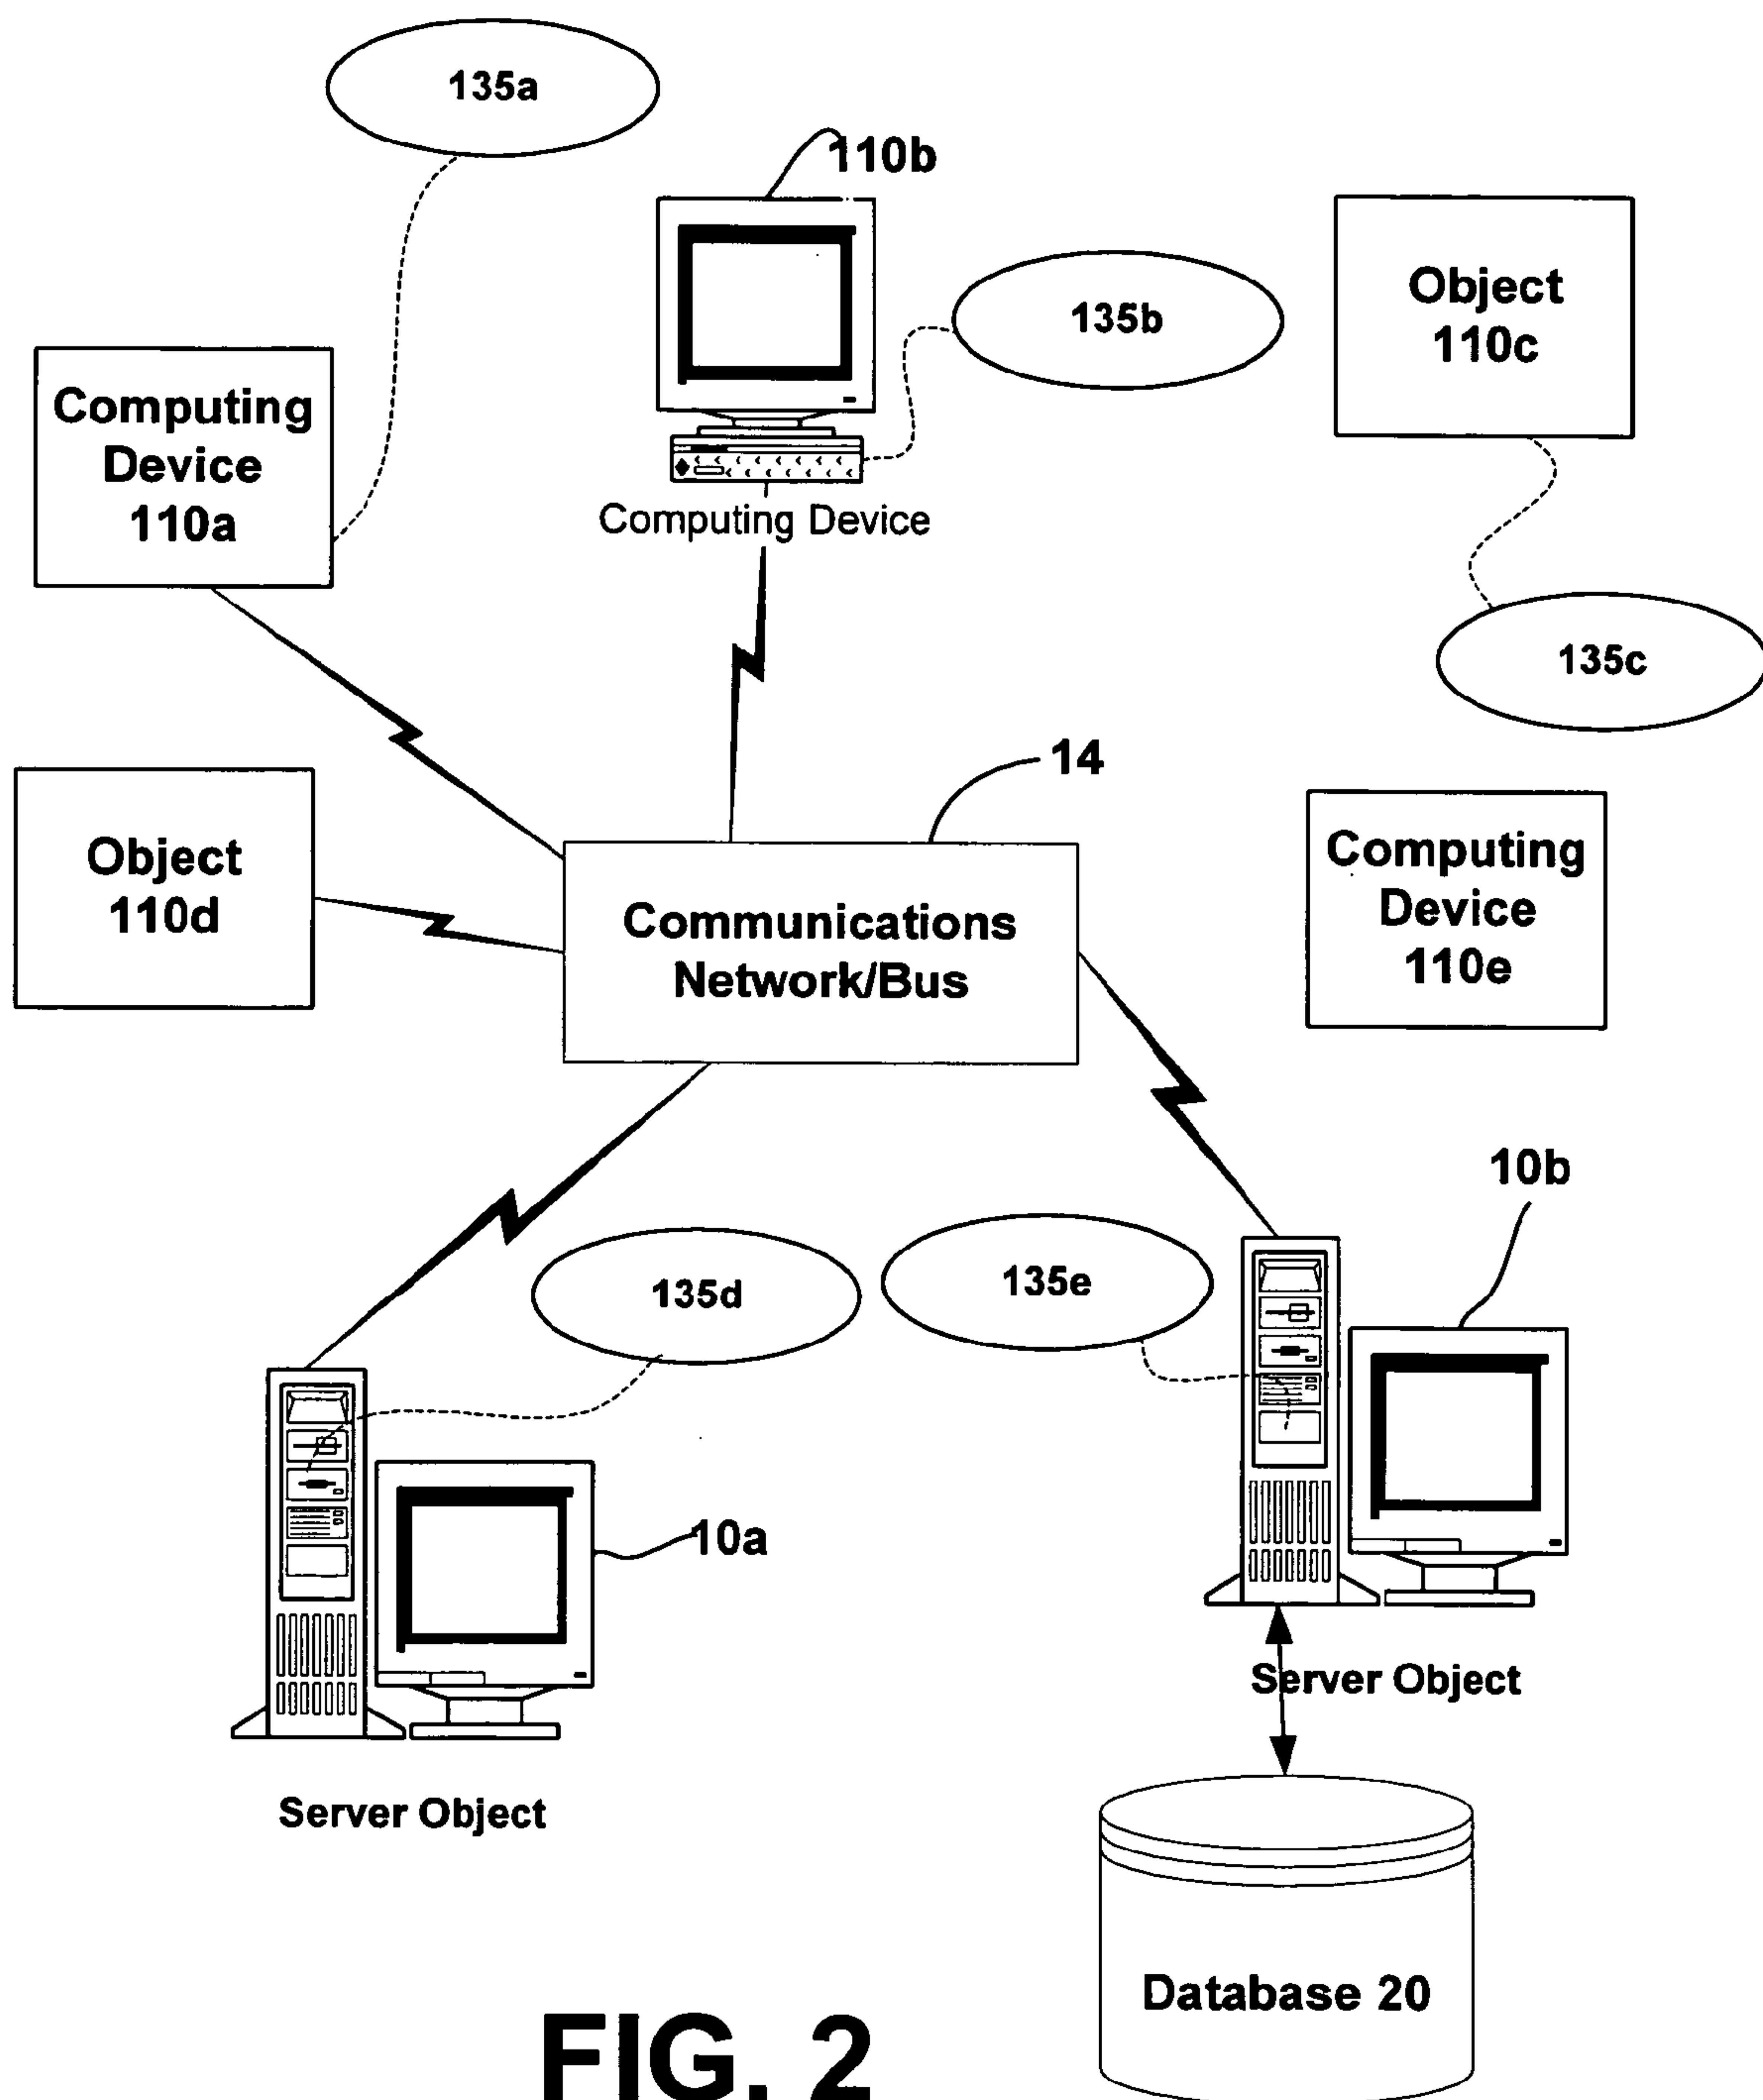 135a
110b
Object
110c
135b
Computing
Device
110a
Computing Device
135c
14
Object
110d
Computing
Device
110e
Communications
Network/Bus
10b
135d
135e
10a
Server Object
Server Object
Database 20
FIG. 2